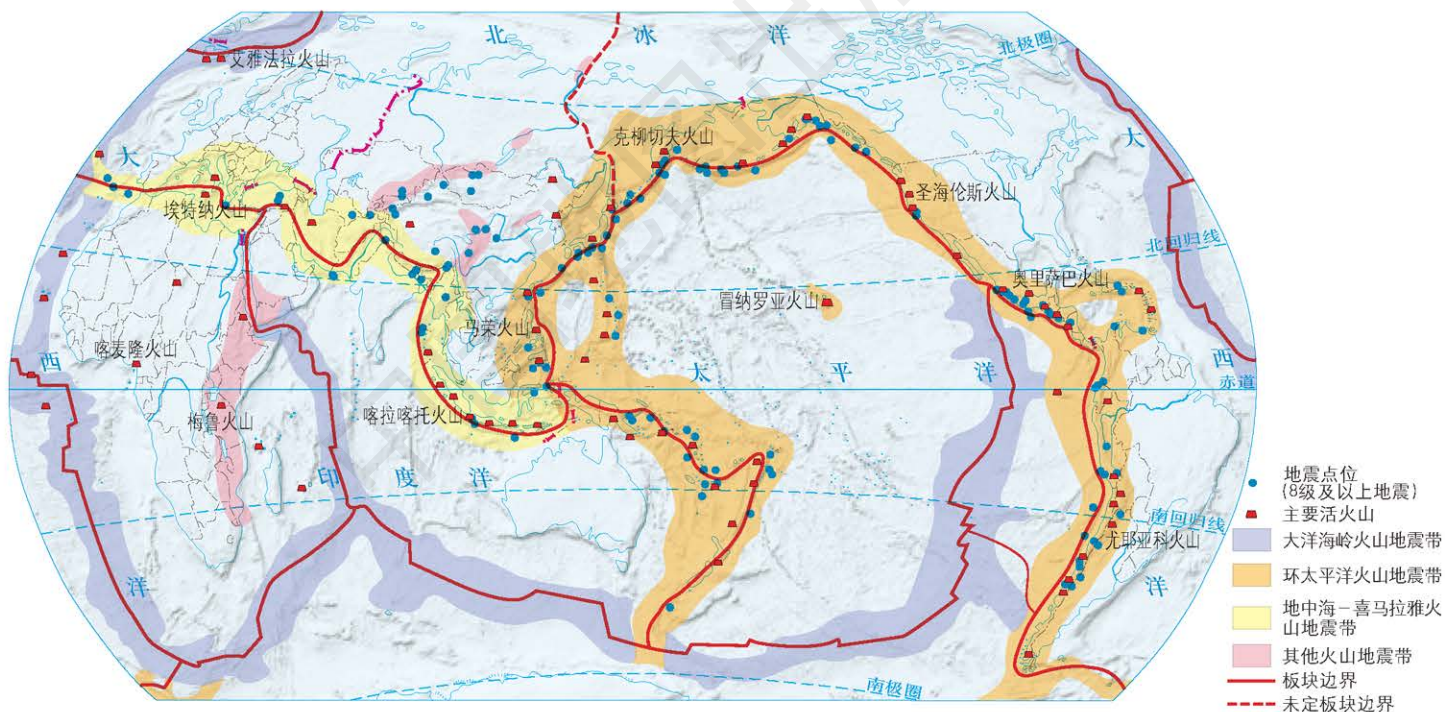 北 冰 洋
北极圈
艾雅法拉火山
克柳切夫火山
大
大
埃特纳火山
圣海伦斯火山
北回归线
奥里萨巴火山
冒纳罗亚火山
马荣火山
喀麦隆火山
西
太 平 洋
西
赤道
梅鲁火山
喀拉喀托火山
印 度 洋
南回归线
尤耶亚科火山
洋
洋
南极圈
地震点位
(8级及以上地震)
主要活火山
大洋海岭火山地震带
环太平洋火山地震带
地中海－喜马拉雅火
山地震带
其他火山地震带
板块边界
未定板块边界